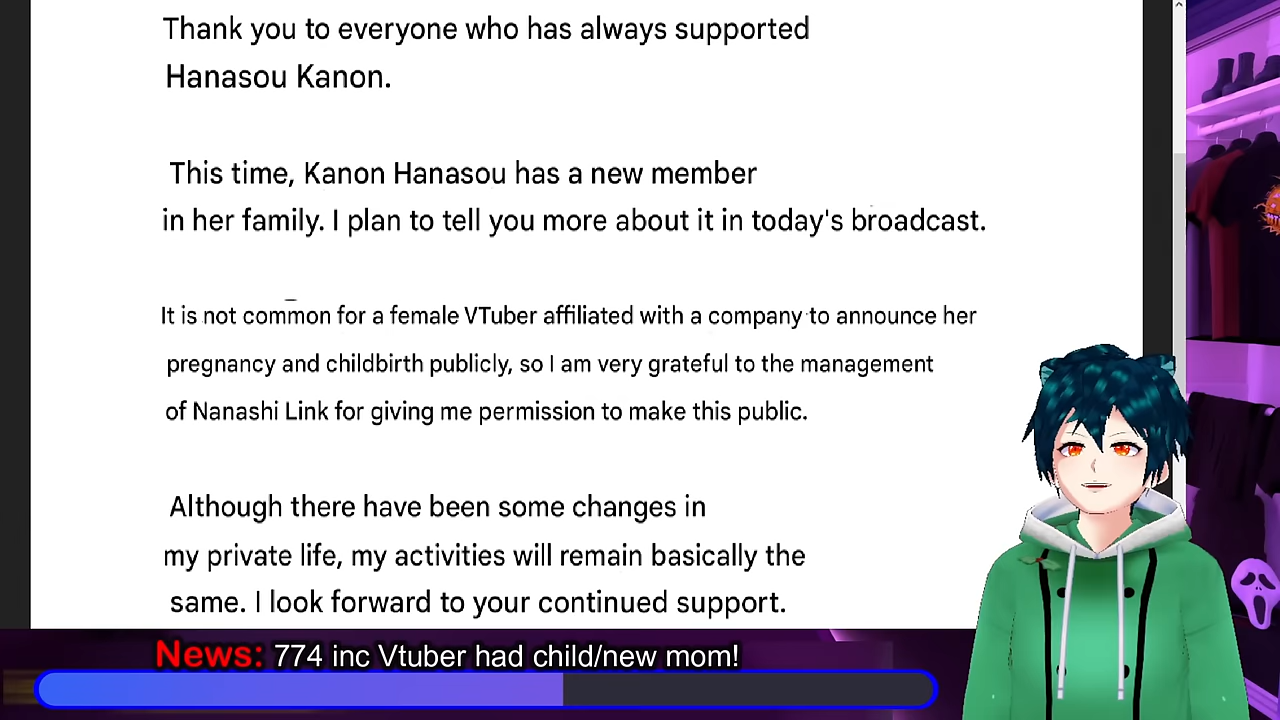 Thank you to everyone who has always supported
Hanasou Kanon.
This time, Kanon Hanasou has a new member
in her family. I plan to tell you more about it in today's broadcast.
It is not common for a female VTuber affiliated with a company to announce her
pregnancy and childbirth publicly, so I am very grateful to the management
of Nanashi Link for giving me permission to make this public.
Although there have been some changes in
my private life, my activities will remain basically the
same. I look forward to your continued support.
News: 774 inc Vtuber had child/new mom!